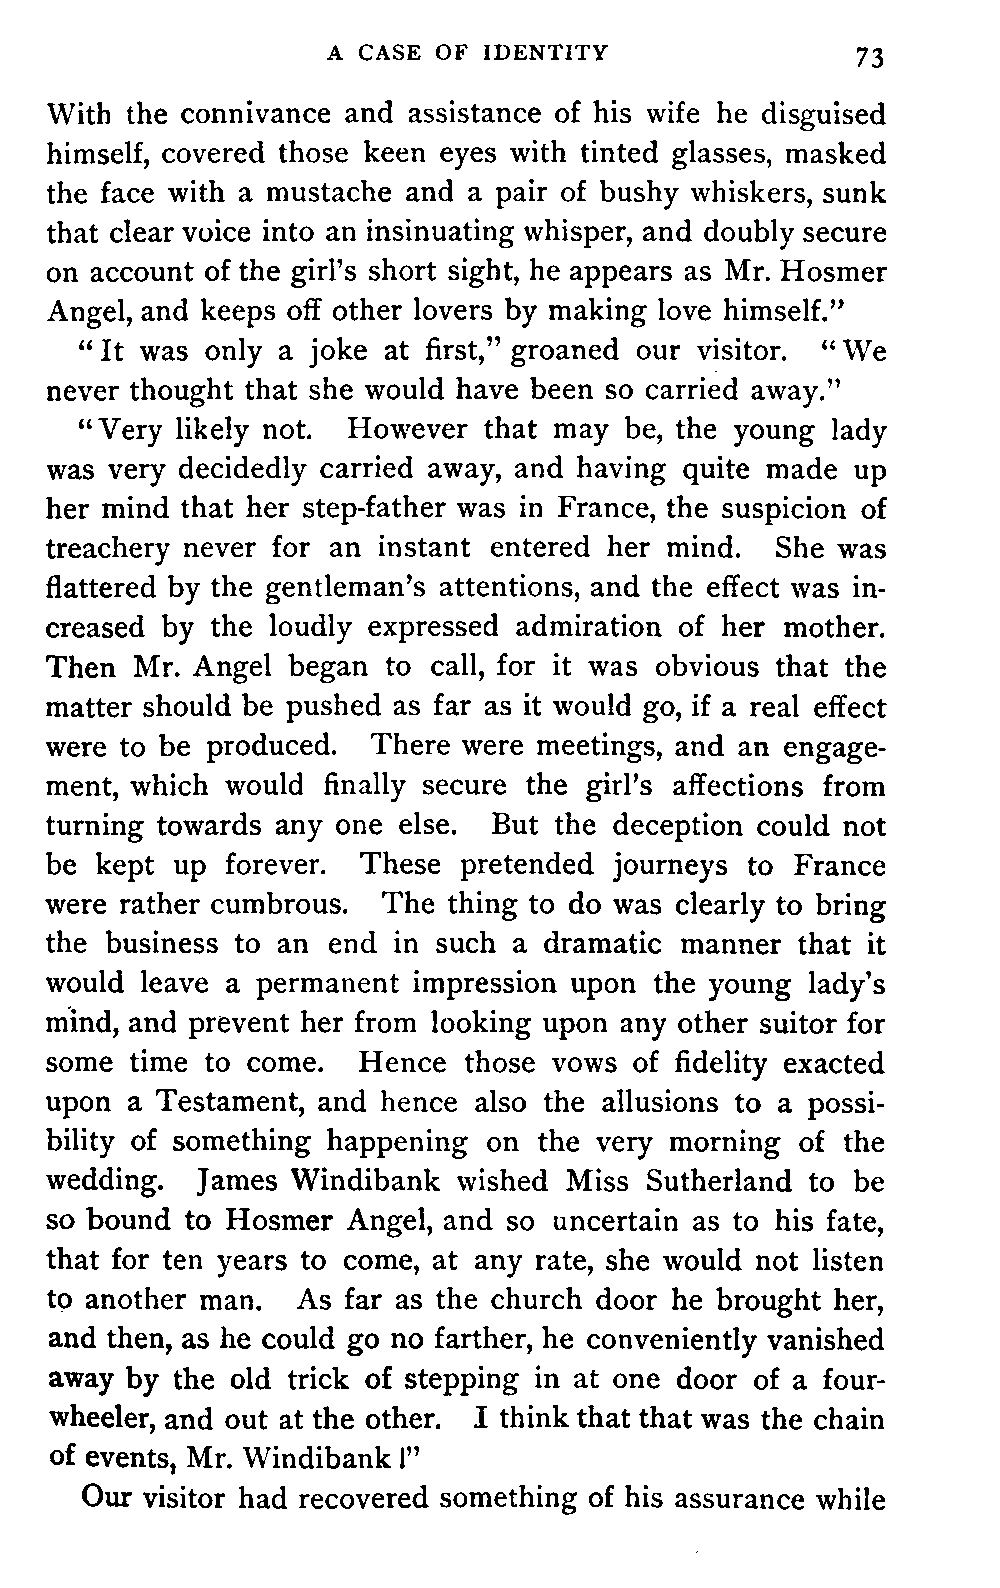 A CASE OF IDENTITY 73
With the connivance and assistance of his wife he disguised
himself, covered those keen eyes with tinted glasses, masked
the face with a mustache and a pair of bushy whiskers, sunk
that clear voice into an insinuating whisper, and doubly secure
on account of the girl's short sight, he appears as Mr. Hosmer
Angel, and keeps off other lovers by making love himself."
"It was only a joke at first," groaned our visitor. "We
never thought that she would have been so carried away."
"Very likely not. However that may be, the young lady
was very decidedly carried away, and having quite made up
her mind that her step-father was in France, the suspicion of
treachery never for an instant entered her mind. She was
flattered by the gentleman's attentions, and the effect was in-
creased by the loudly expressed admiration of her mother.
Then Mr. Angel began to call, for it was obvious that the
matter should be pushed as far as it would go, if a real effect
were to be produced. There were meetings, and an engage-
ment, which would finally secure the girl's affections from
turning towards any one else. But the deception could not
be kept up forever. These pretended journeys to France
were rather cumbrous. The thing to do was clearly to bring
the business to an end in such a dramatic manner that it
would leave a permanent impression upon the young lady's
mind, and prevent her from looking upon any other suitor for
some time to come. Hence those vows of fidelity exacted
upon a Testament, and hence also the allusions to a possi-
bility of something happening on the very morning of the
wedding. James Windibank wished Miss Sutherland to be
so bound to Hosmer Angel, and so uncertain as to his fate,
that for ten years to come, at any rate, she would not listen
to another man. As far as the church door he brought her,
and then, as he could go no farther, he conveniently vanished
away by the old trick of stepping in at one door of a four-
wheeler, and out at the other. I think that that was the chain
of events, Mr. Windibank!"
Our visitor had recovered something of his assurance while